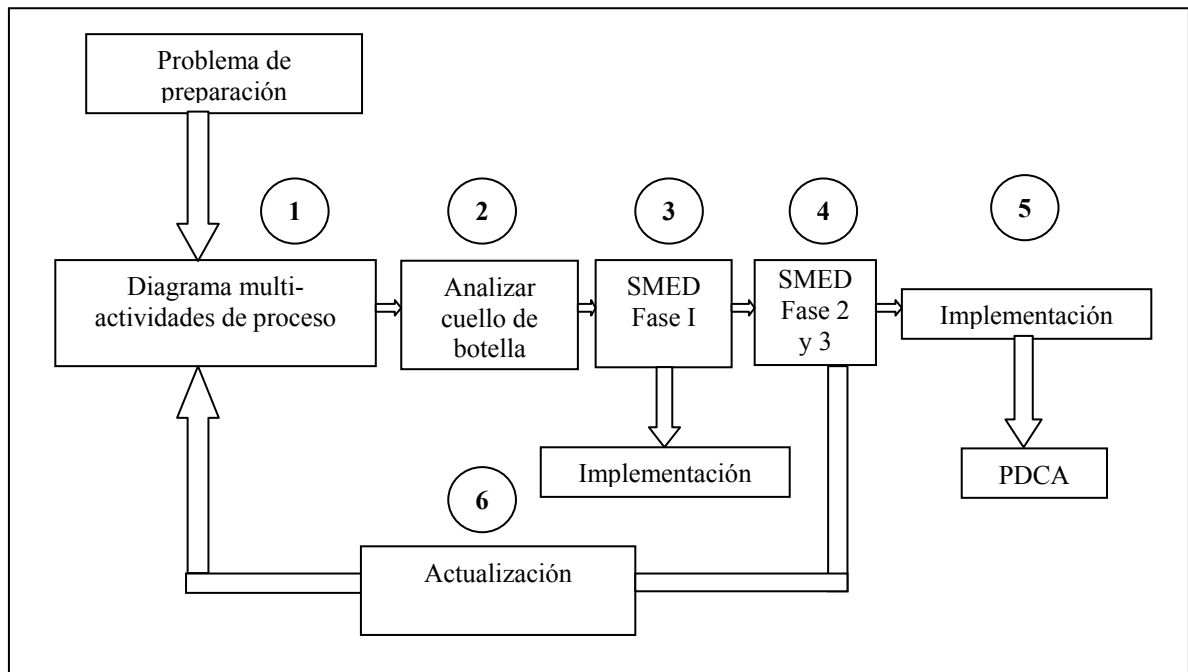 Problema de
preparación
1
2
3
4
5
Diagrama multi-
actividades de proceso
Analizar
cuello de
botella
SMED
Fase I
SMED
Fase 2
y 3
Implementación
Implementación
PDCA
6
Actualización